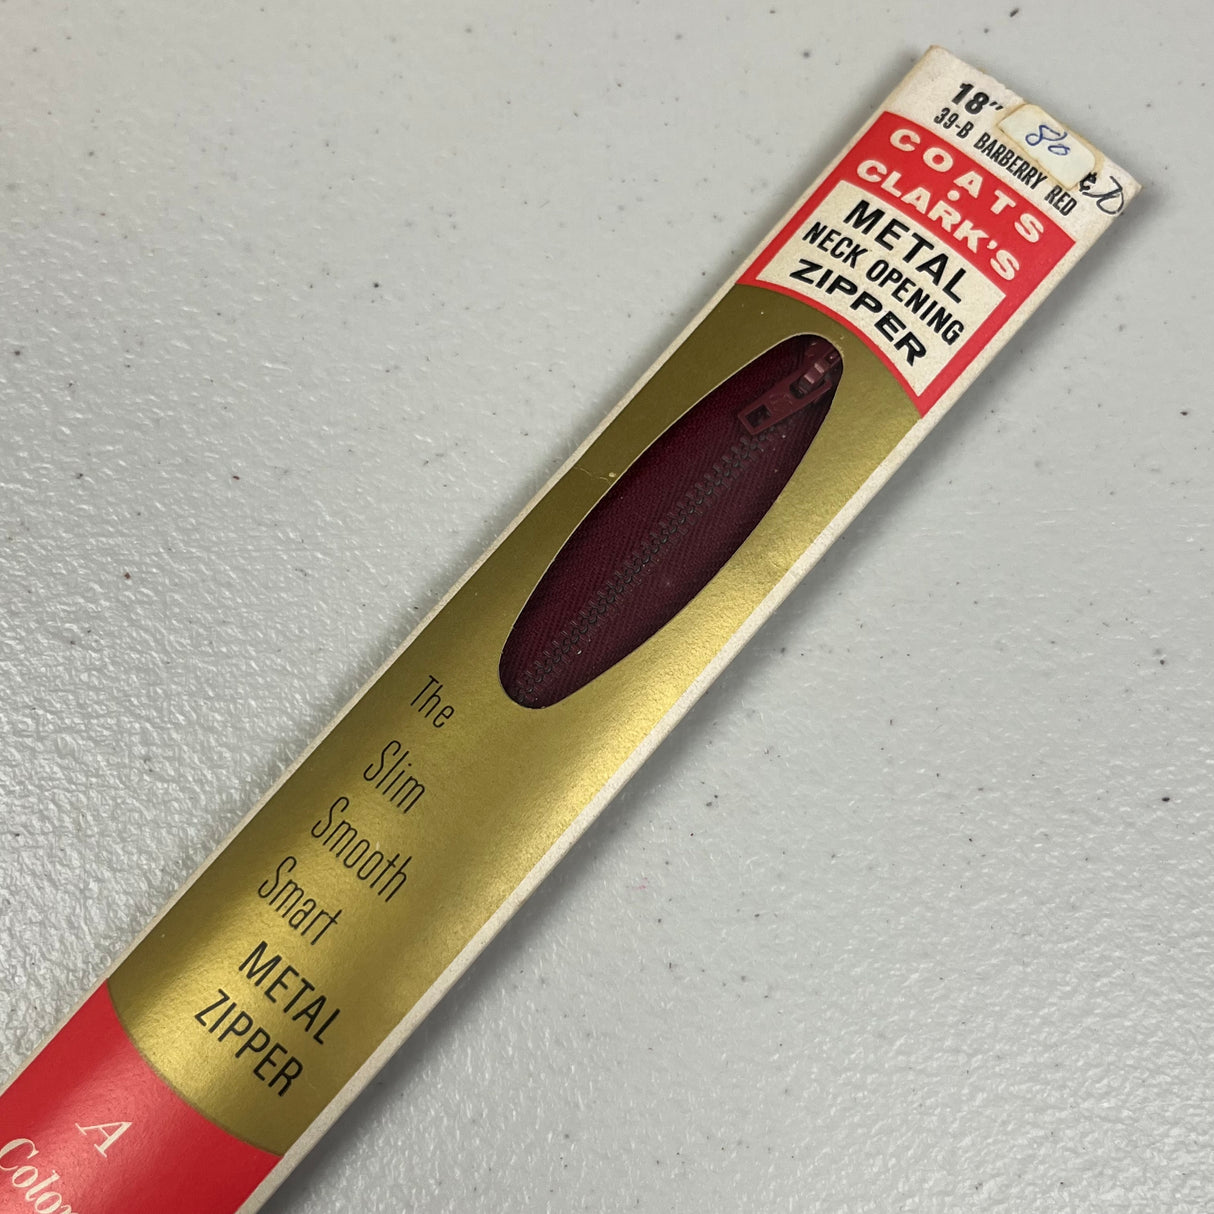 18"
80
39-B BARBERRY RED
¢
COATS
CLARK'S
METAL
NECK OPENING
ZIPPER
The
Slim
Smooth
Smart
METAL
ZIPPER
A